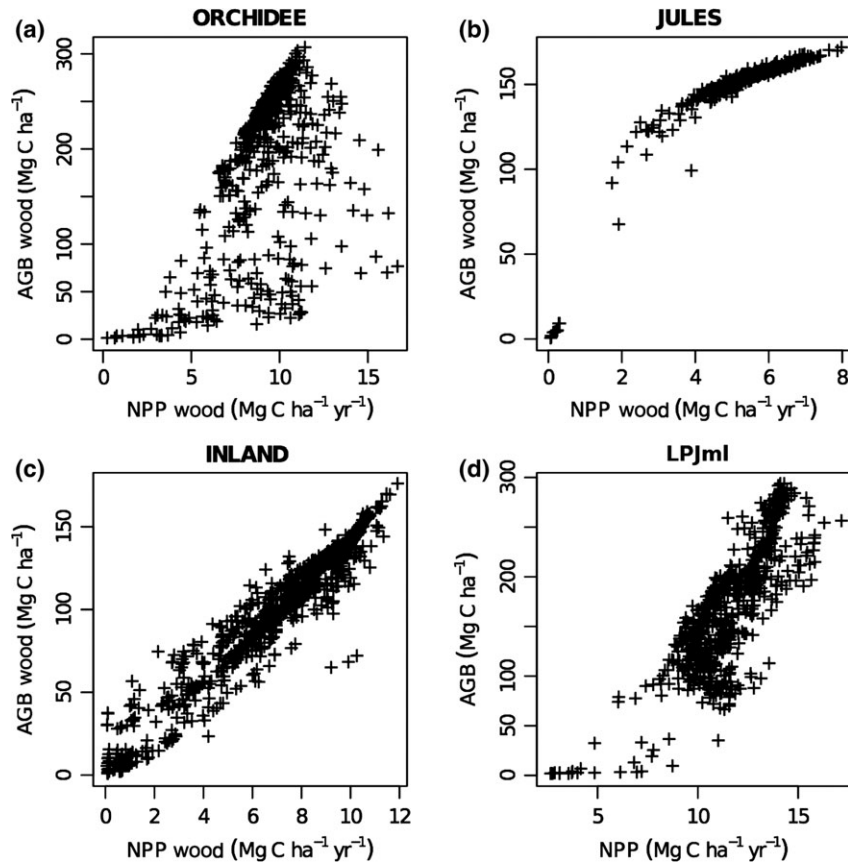 (a) ORCHIDEE
AGB wood (Mg C ha⁻¹)
0 50 100 200 300
0 5 10 15
NPP wood (Mg C ha⁻¹ yr⁻¹)
(b) JULES
AGB wood (Mg C ha⁻¹)
0 50 100 150
0 2 4 6 8
NPP wood (Mg C ha⁻¹ yr⁻¹)
(c) INLAND
AGB wood (Mg C ha⁻¹)
0 50 100 150
0 2 4 6 8 10 12
NPP wood (Mg C ha⁻¹ yr⁻¹)
(d) LPJml
AGB (Mg C ha⁻¹)
0 50 100 200 300
5 10 15
NPP (Mg C ha⁻¹ yr⁻¹)